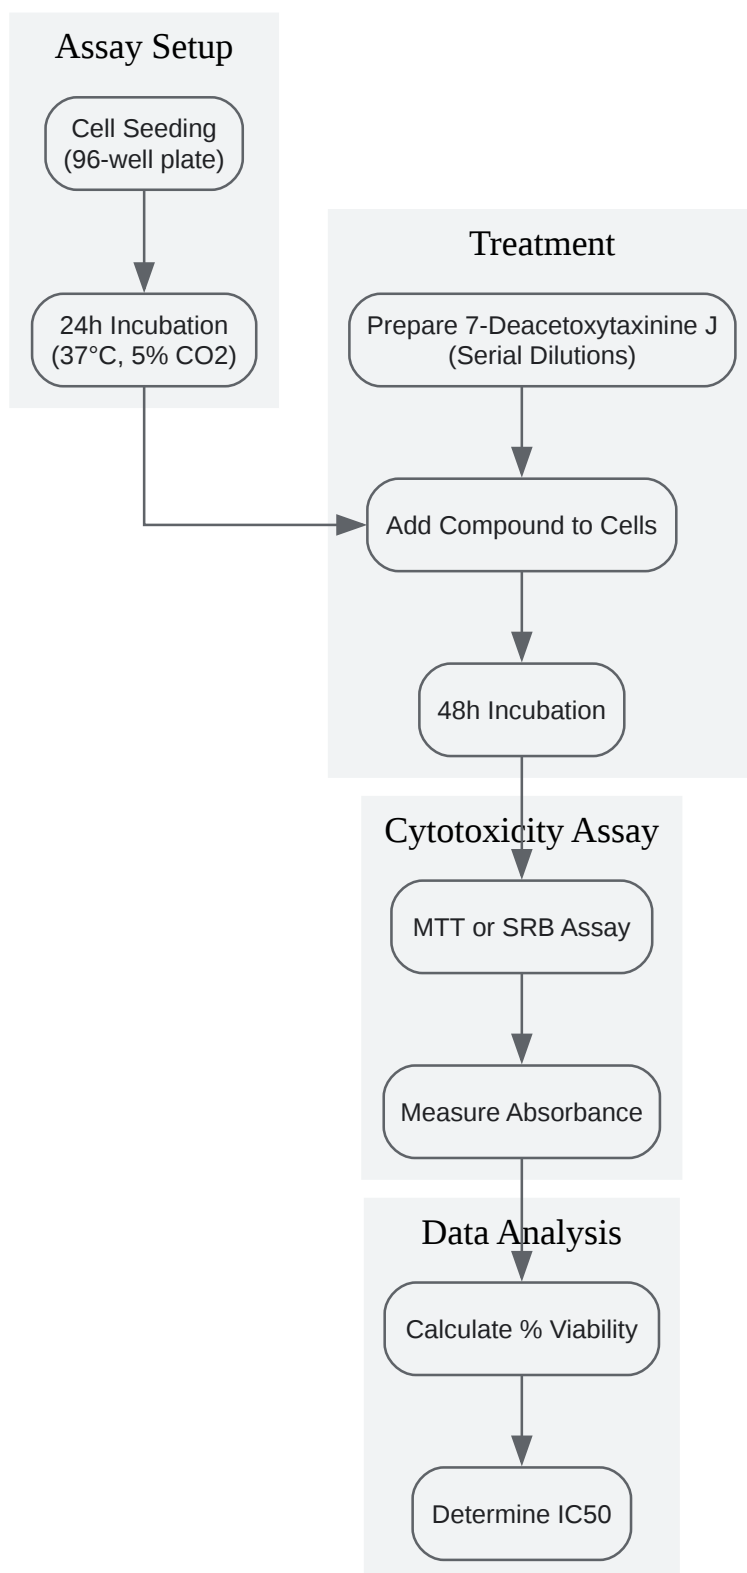 Assay Setup
Cell Seeding
(96-well plate)
24h Incubation
(37°C, 5% CO2)
Treatment
Prepare 7-Deacetoxytaxinine J
(Serial Dilutions)
Add Compound to Cells
48h Incubation
Cytotoxicity Assay
MTT or SRB Assay
Measure Absorbance
Data Analysis
Calculate % Viability
Determine IC50